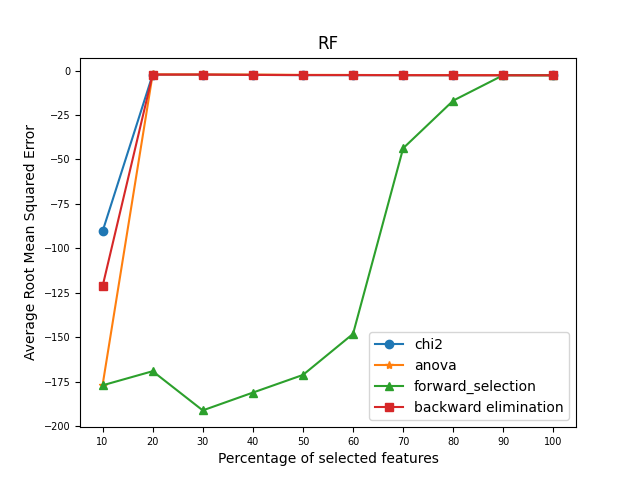 RF
Average Root Mean Squared Error
0
−25
−50
−75
−100
−125
−150
−175
−200
10 20 30 40 50 60 70 80 90 100
Percentage of selected features
chi2
anova
forward_selection
backward elimination